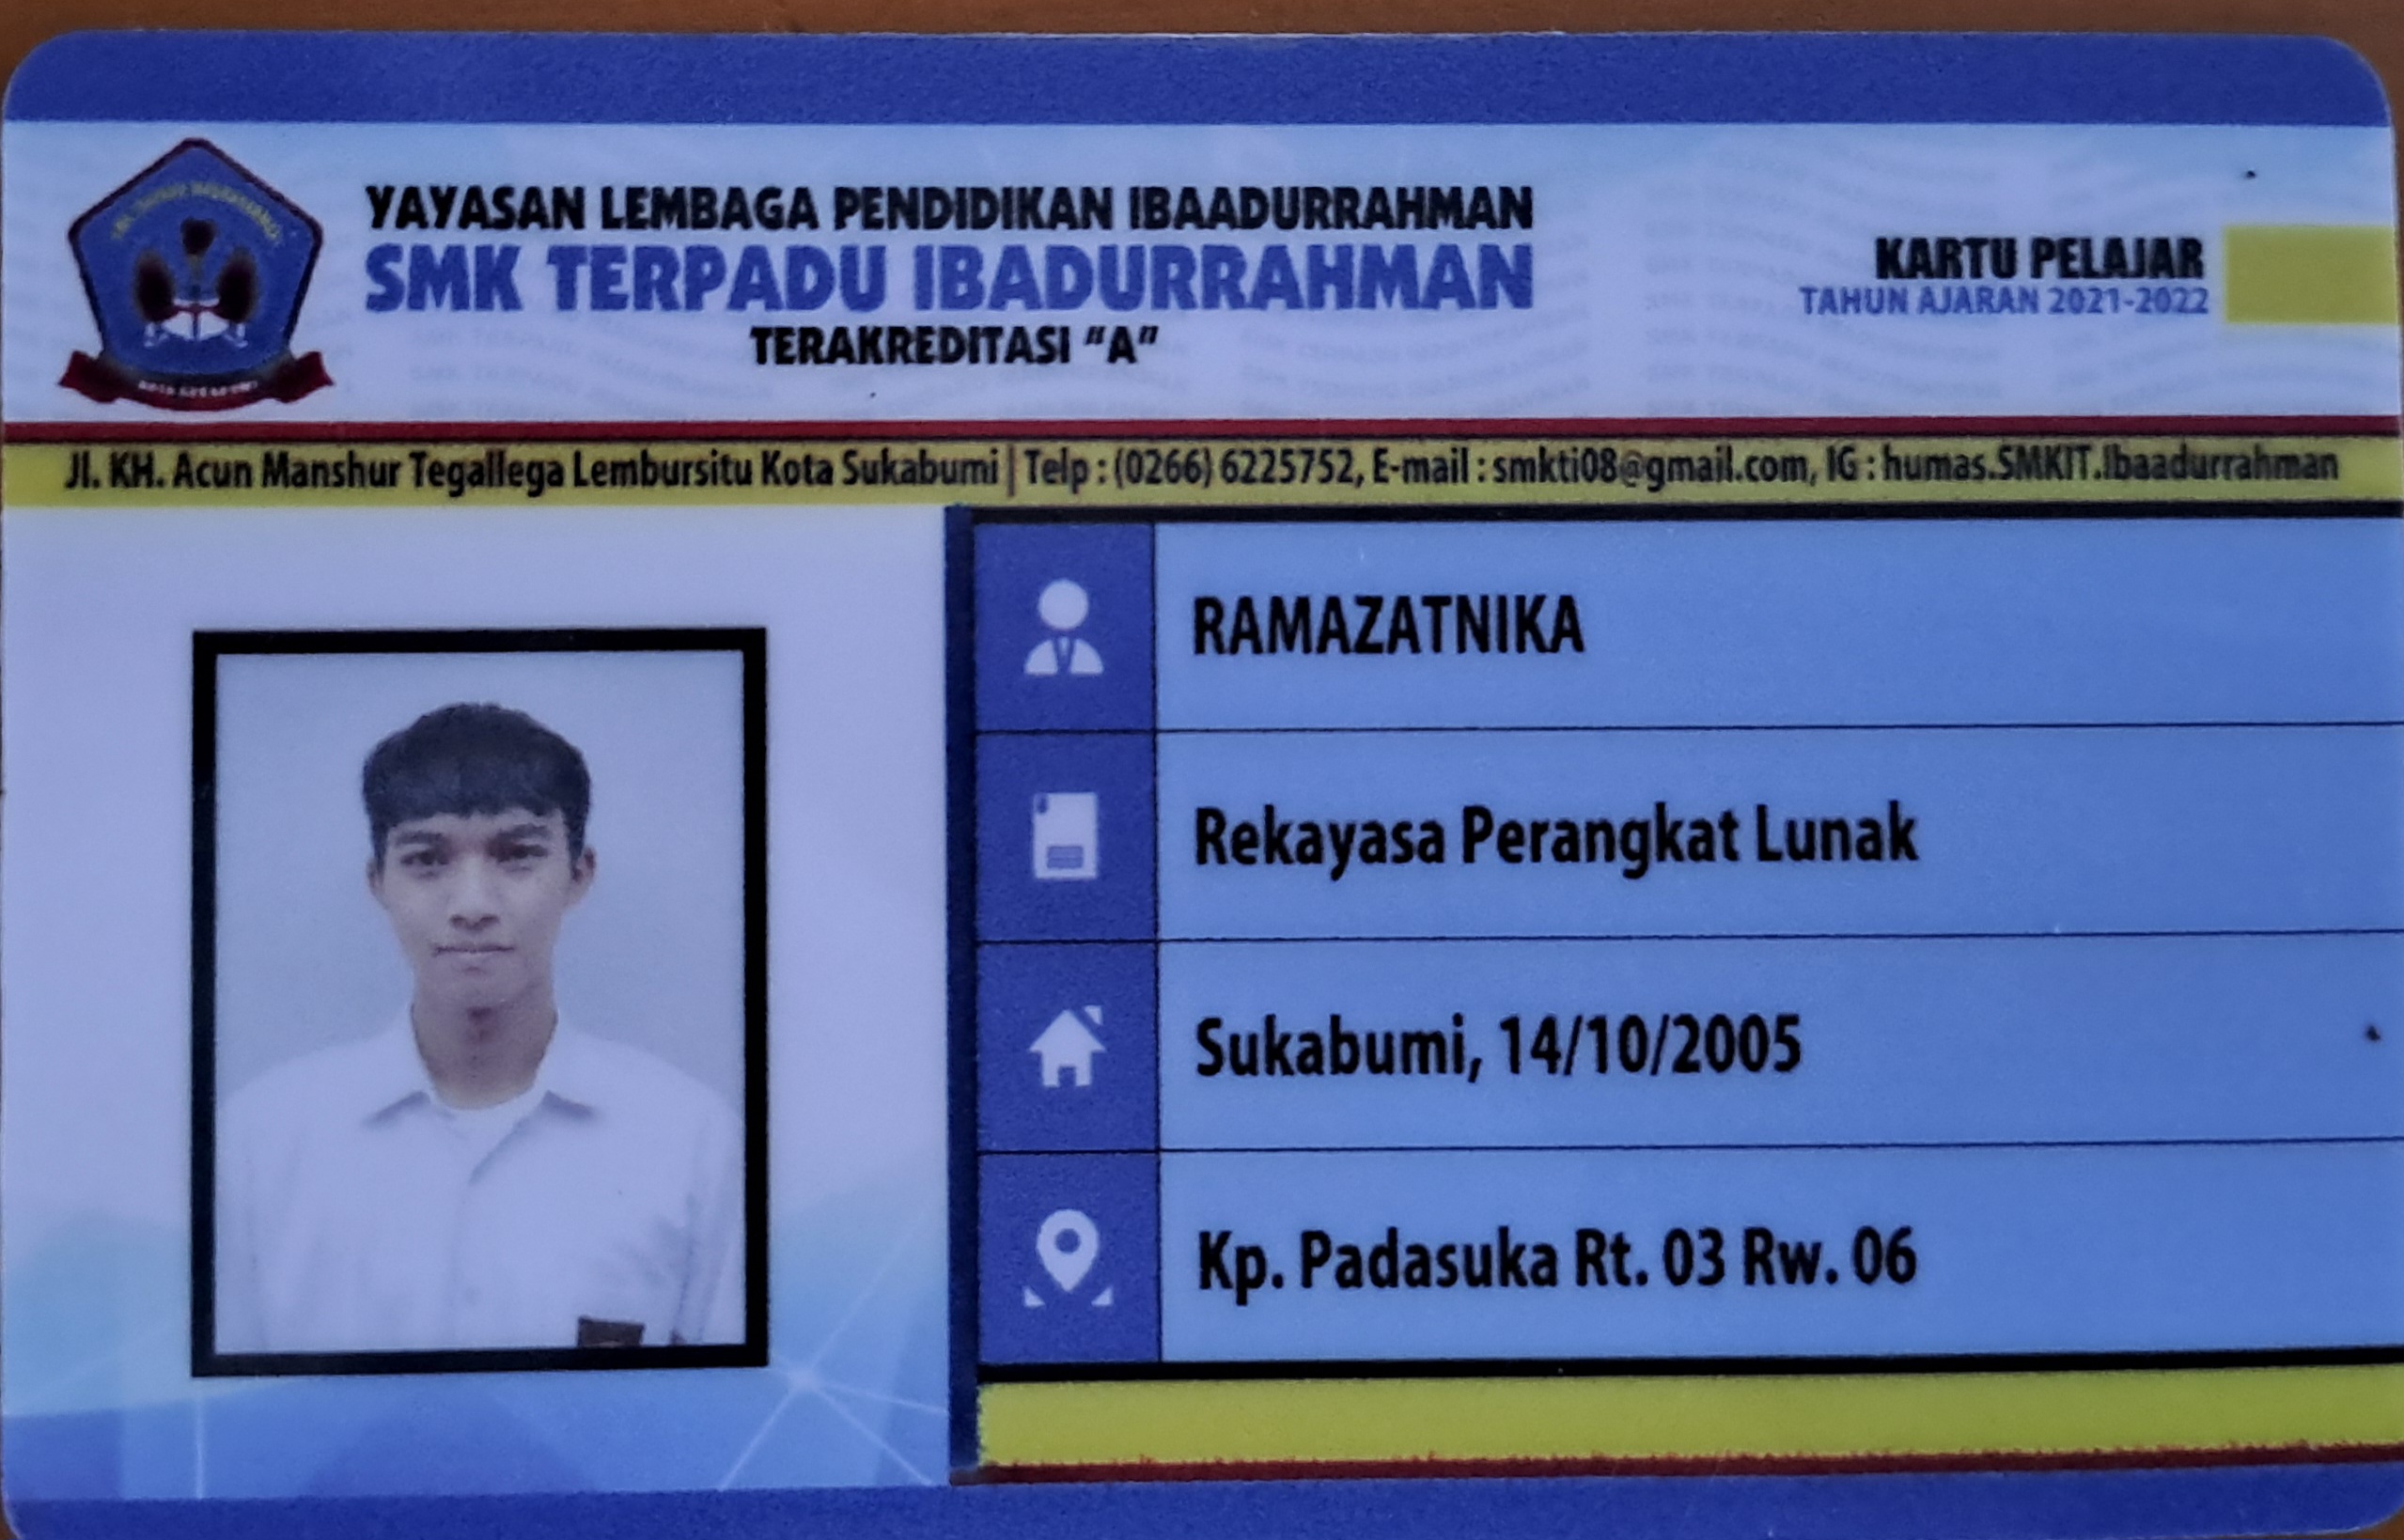 YAYASAN LEMBAGA PENDIDIKAN IBAADURRAHMAN
SMK TERPADU IBADURRAHMAN
TERAKREDITASI "A"
KARTU PELAJAR
TAHUN AJARAN 2021-2022
Jl. KH. Acun Manshur Tegallega Lembursitu Kota Sukabumi | Telp : (0266) 6225752, E-mail : smkti08@gmail.com, IG : humas.SMKIT.Ibaadurrahman
RAMAZATNIKA
Rekayasa Perangkat Lunak
Sukabumi, 14/10/2005
Kp. Padasuka Rt. 03 Rw. 06